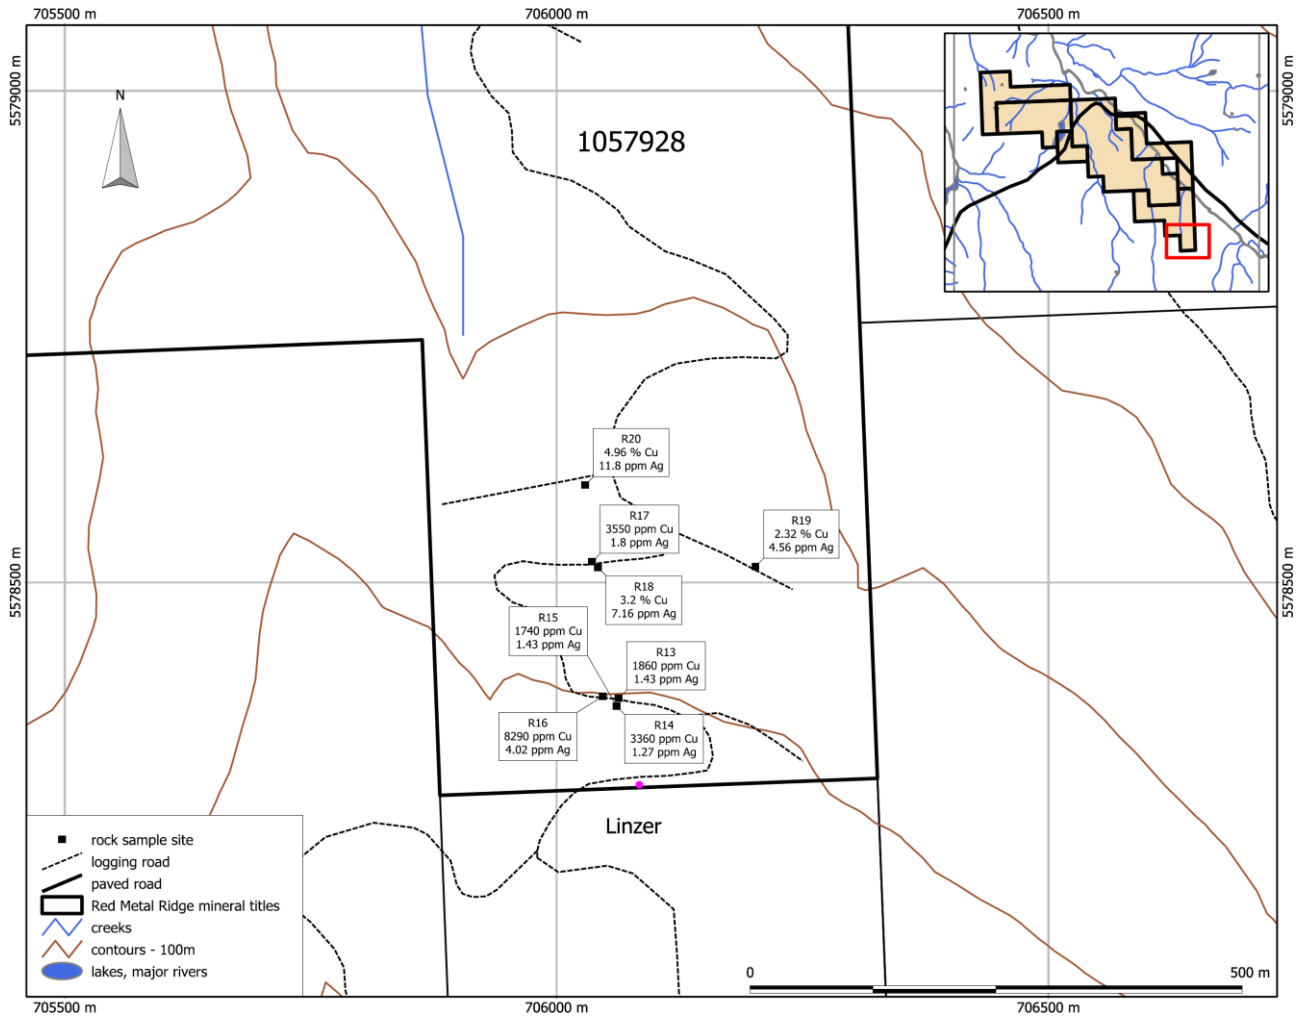 705500 m
706000 m
706500 m
5579000 m
5579000 m
N
1057928
R20
4.96 % Cu
11.8 ppm Ag
R17
3550 ppm Cu
1.8 ppm Ag
R19
2.32 % Cu
4.56 ppm Ag
5578500 m
5578500 m
R18
3.2 % Cu
7.16 ppm Ag
R15
1740 ppm Cu
1.43 ppm Ag
R13
1860 ppm Cu
1.43 ppm Ag
R16
8290 ppm Cu
4.02 ppm Ag
R14
3360 ppm Cu
1.27 ppm Ag
Linzer
rock sample site
logging road
paved road
Red Metal Ridge mineral titles
creeks
contours - 100m
lakes, major rivers
0
500 m
705500 m
706000 m
706500 m